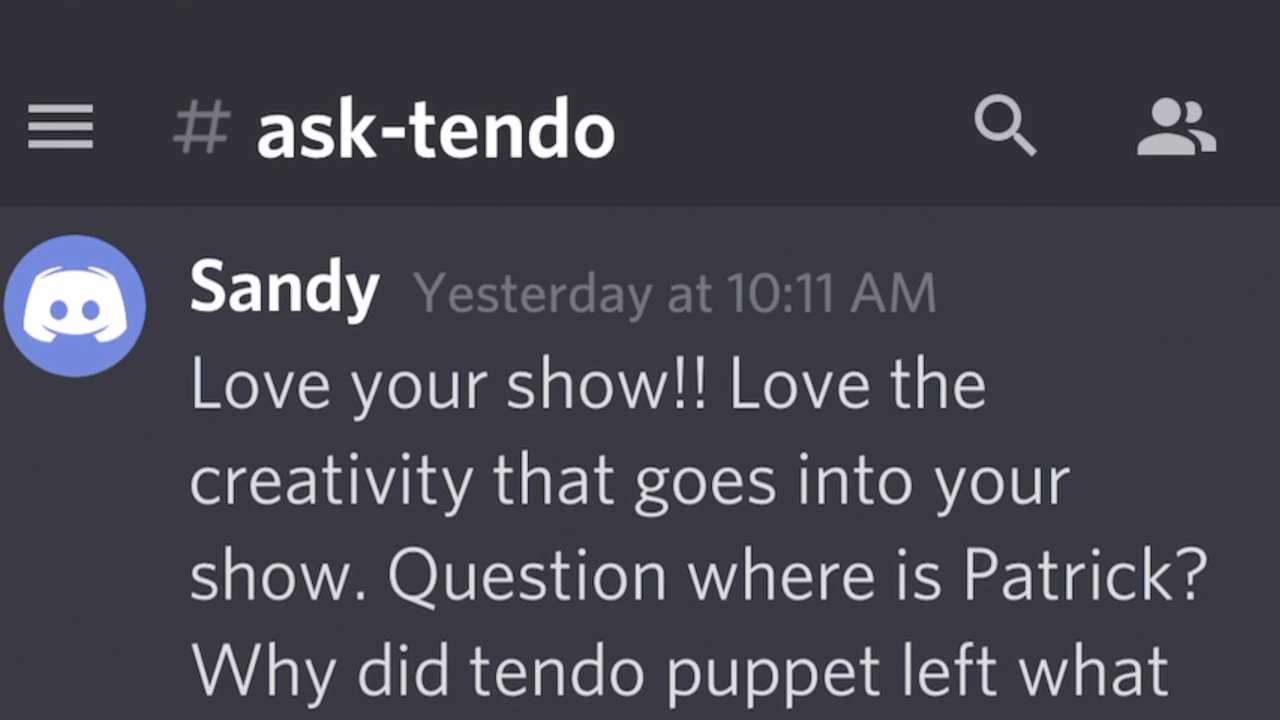 # ask-tendo
Sandy Yesterday at 10:11 AM
Love your show!! Love the
creativity that goes into your
show. Question where is Patrick?
Why did tendo puppet left what